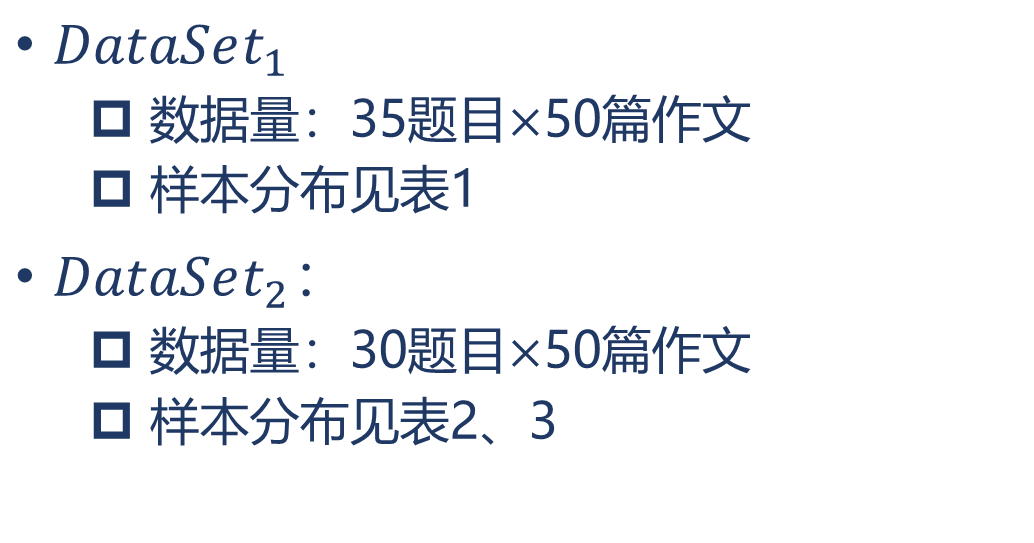 • DataSet₁
□ 数据量：35题目×50篇作文
□ 样本分布见表1
• DataSet₂：
□ 数据量：30题目×50篇作文
□ 样本分布见表2、3